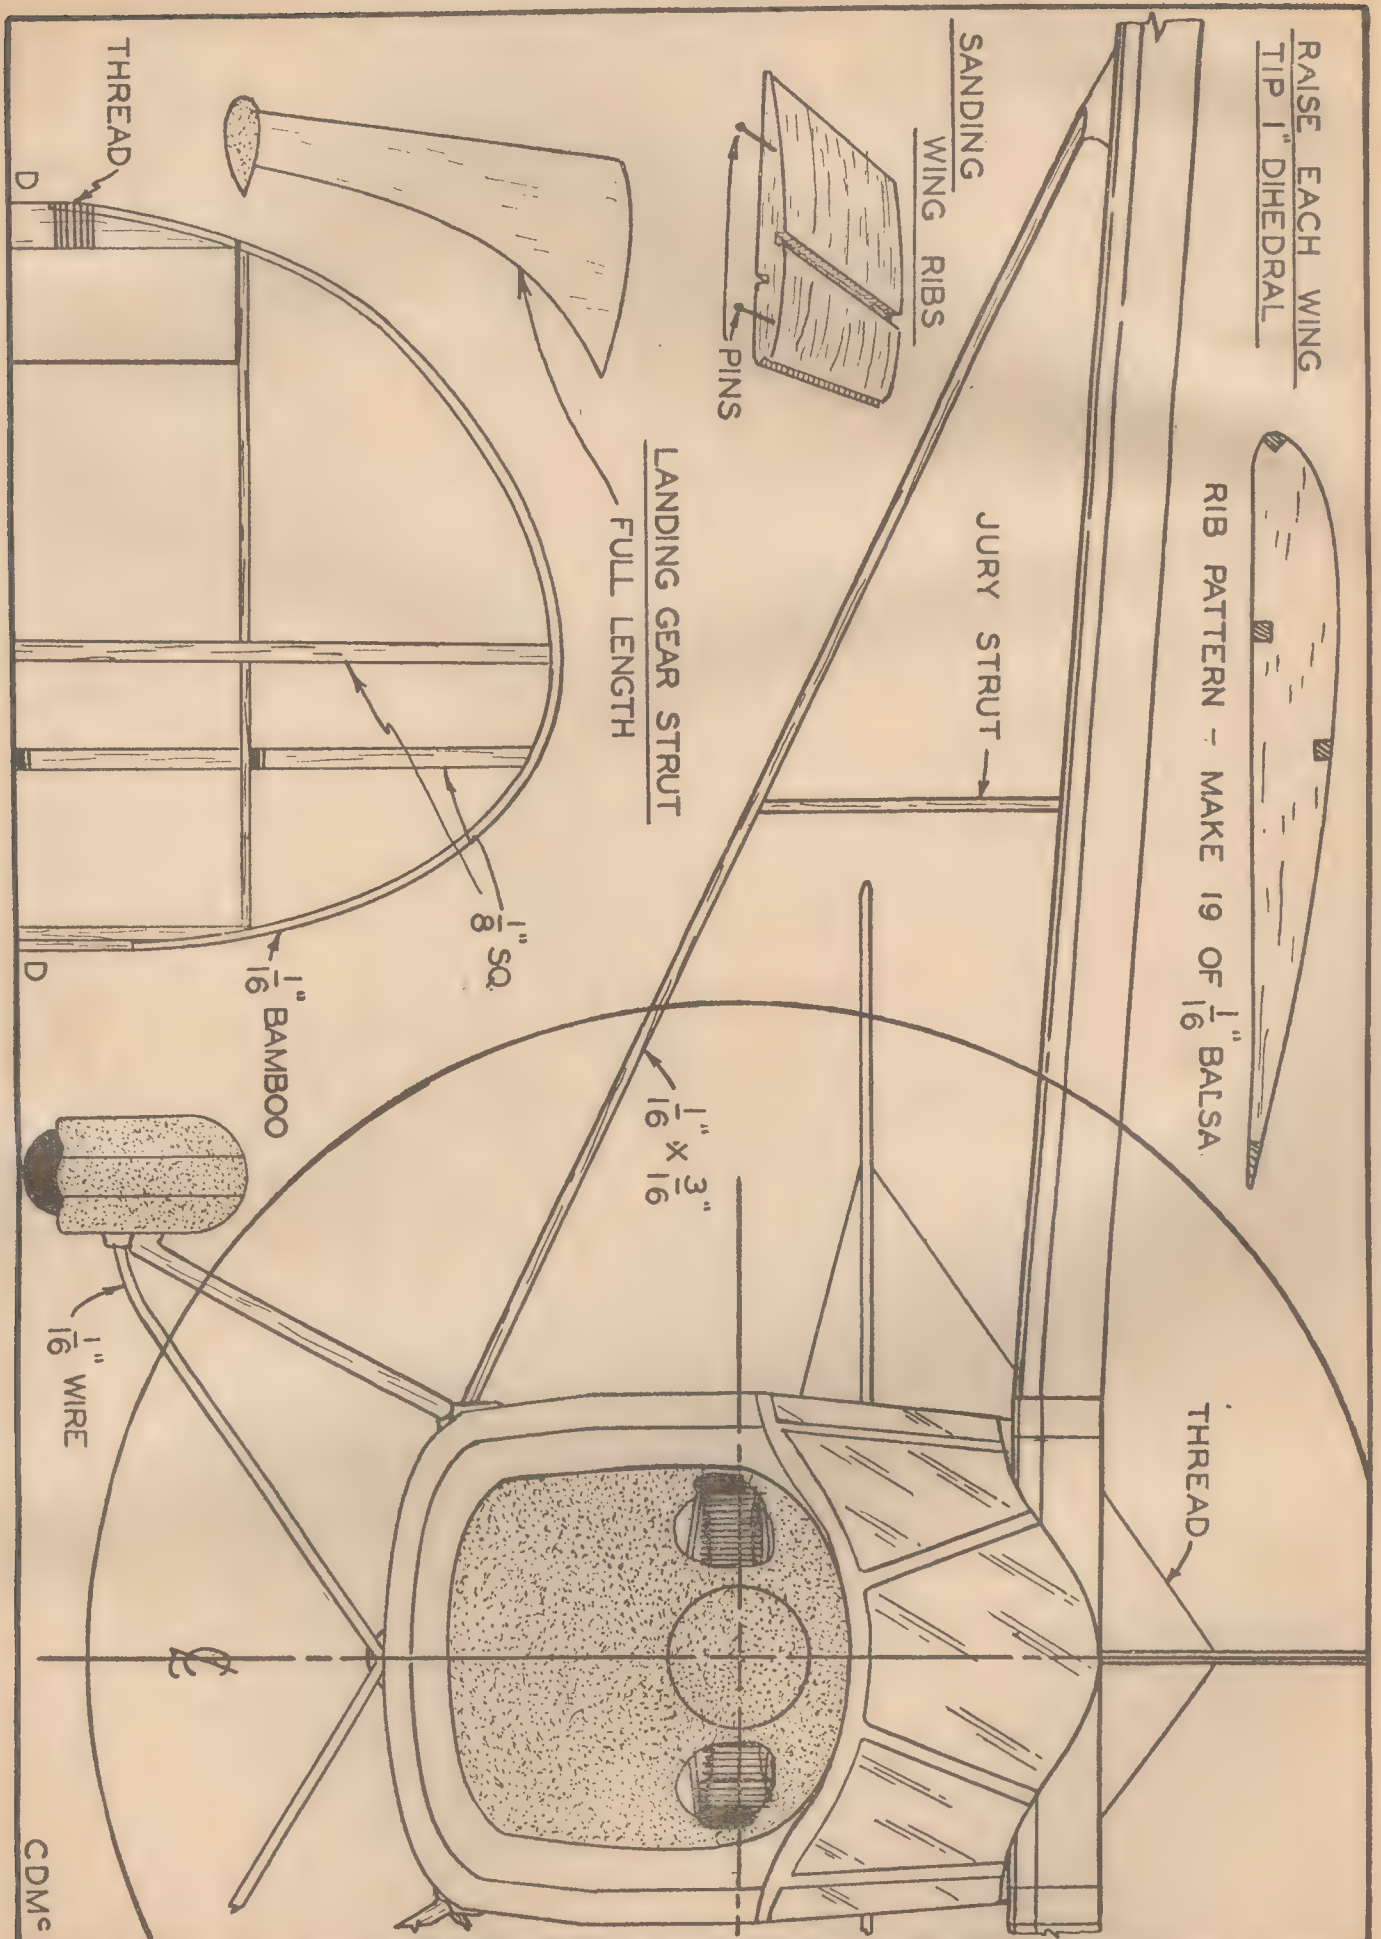 RAISE EACH WING
TIP 1" DIHEDRAL
RIB PATTERN - MAKE 19 OF 1/16" BALSA.
THREAD
SANDING
WING RIBS
PINS
JURY STRUT
1/16" X 3/16"
LANDING GEAR STRUT
FULL LENGTH
THREAD
D
1/8" SQ.
1/16" BAMBOO
D
1/16" WIRE
℄
CDMᶜ